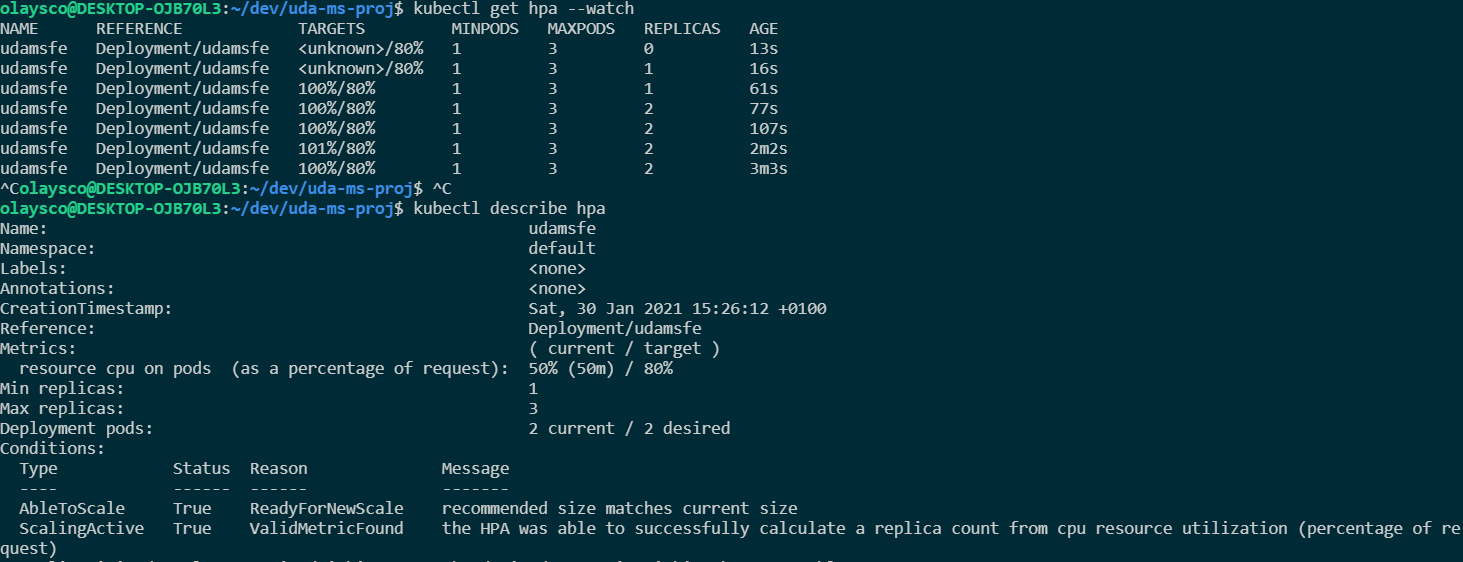 olaysco@DESKTOP-OJB70L3:~/dev/uda-ms-proj$ kubectl get hpa --watch
NAME      REFERENCE             TARGETS         MINPODS   MAXPODS   REPLICAS   AGE
udamsfe   Deployment/udamsfe   <unknown>/80%   1         3         0          13s
udamsfe   Deployment/udamsfe   <unknown>/80%   1         3         1          16s
udamsfe   Deployment/udamsfe   100%/80%        1         3         1          61s
udamsfe   Deployment/udamsfe   100%/80%        1         3         2          77s
udamsfe   Deployment/udamsfe   100%/80%        1         3         2          107s
udamsfe   Deployment/udamsfe   101%/80%        1         3         2          2m2s
udamsfe   Deployment/udamsfe   100%/80%        1         3         2          3m3s
^Colaysco@DESKTOP-OJB70L3:~/dev/uda-ms-proj$ ^C
olaysco@DESKTOP-OJB70L3:~/dev/uda-ms-proj$ kubectl describe hpa
Name:                                                  udamsfe
Namespace:                                             default
Labels:                                                <none>
Annotations:                                           <none>
CreationTimestamp:                                     Sat, 30 Jan 2021 15:26:12 +0100
Reference:                                             Deployment/udamsfe
Metrics:                                               ( current / target )
  resource cpu on pods  (as a percentage of request):  50% (50m) / 80%
Min replicas:                                          1
Max replicas:                                          3
Deployment pods:                                       2 current / 2 desired
Conditions:
  Type            Status  Reason              Message
  ----            ------  ------              -------
  AbleToScale     True    ReadyForNewScale    recommended size matches current size
  ScalingActive   True    ValidMetricFound    the HPA was able to successfully calculate a replica count from cpu resource utilization (percentage of re
quest)